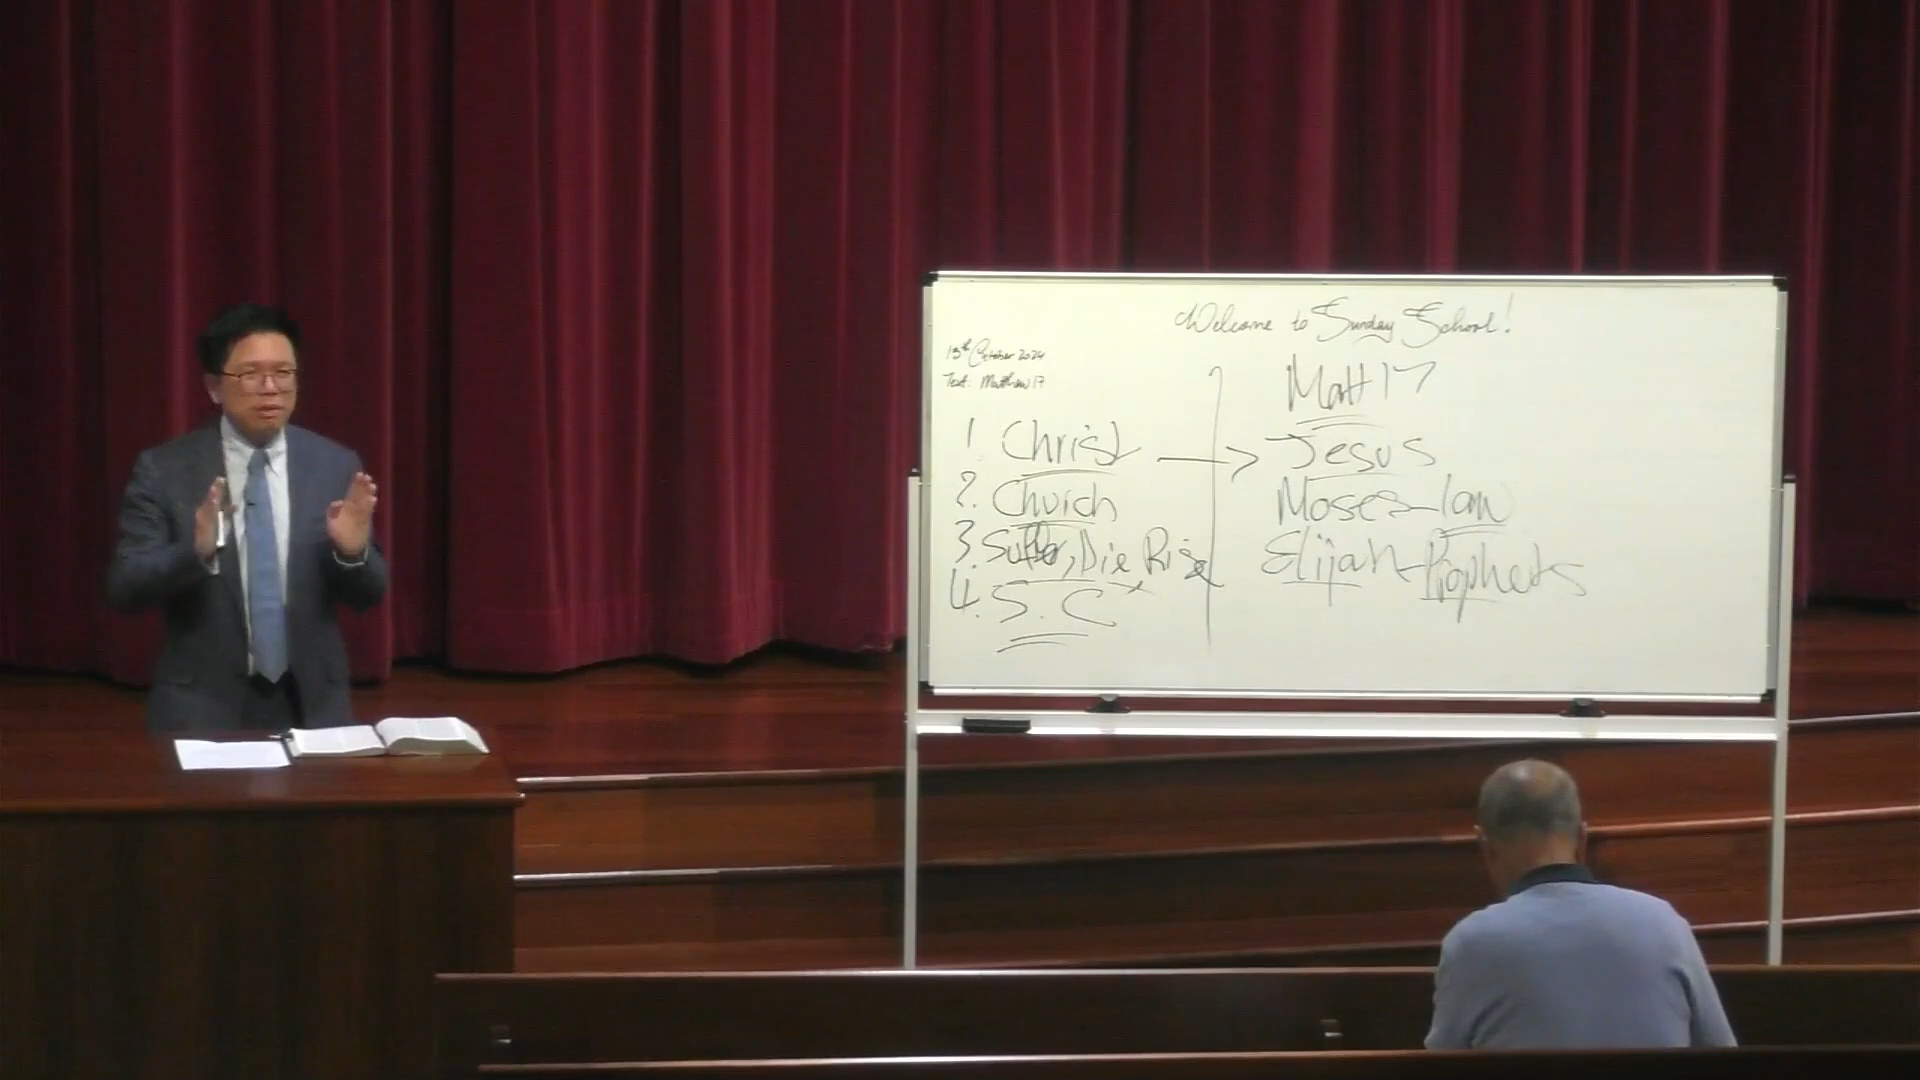 Welcome to Sunday School!
13th October 2024
Text: Matthew 17
1 Christ →
2. Church
3. Suffer, Die Rise
4. S. C
Matt 17
Jesus
Moses - law
Elijah - Prophets